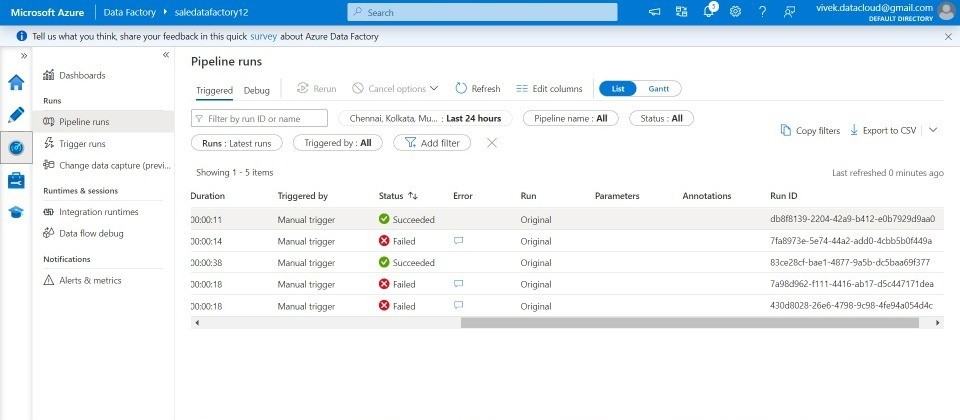 Microsoft Azure Data Factory saledatafactory12 Search 5 vivek.datacloud@gmail.com
DEFAULT DIRECTORY
Tell us what you think, share your feedback in this quick survey about Azure Data Factory
Dashboards
Runs
Pipeline runs
Trigger runs
Change data capture (previ...
Runtimes & sessions
Integration runtimes
Data flow debug
Notifications
Alerts & metrics
Pipeline runs
Triggered Debug Rerun Cancel options Refresh Edit columns List Gantt
Filter by run ID or name Chennai, Kolkata, Mu... : Last 24 hours Pipeline name : All Status : All
Copy filters Export to CSV
Runs : Latest runs Triggered by : All Add filter
Showing 1 - 5 items Last refreshed 0 minutes ago
Duration Triggered by Status Error Run Parameters Annotations Run ID
00:00:11 Manual trigger Succeeded Original db8f8139-2204-42a9-b412-e0b7929d9aa0
00:00:14 Manual trigger Failed Original 7fa8973e-5e74-44a2-add0-4cbb5b0f449a
00:00:38 Manual trigger Succeeded Original 83ce28cf-bae1-4877-9a5b-dc5baa69f377
00:00:18 Manual trigger Failed Original 7a98d962-f111-4416-ab17-d5c447171dea
00:00:18 Manual trigger Failed Original 430d8028-26e6-4798-9c98-4fe94a054d4c